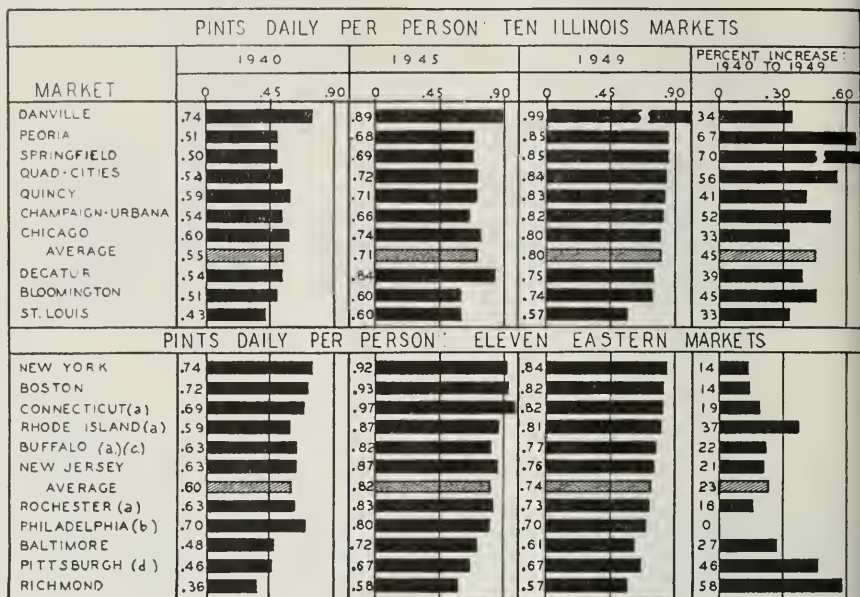 PINTS DAILY PER PERSON: TEN ILLINOIS MARKETS
MARKET 1940 1945 1949 PERCENT INCREASE: 1940 TO 1949
0 .45 .90 0 .45 .90 0 .45 .90 0 .30 .60
DANVILLE .74 .89 .99 34
PEORIA .51 .68 .85 67
SPRINGFIELD .50 .69 .85 70
QUAD-CITIES .54 .72 .84 56
QUINCY .59 .71 .83 41
CHAMPAIGN-URBANA .54 .66 .82 52
CHICAGO .60 .74 .80 33
AVERAGE .55 .71 .80 45
DECATUR .54 .84 .75 39
BLOOMINGTON .51 .60 .74 45
ST. LOUIS .43 .60 .57 33
PINTS DAILY PER PERSON: ELEVEN EASTERN MARKETS
NEW YORK .74 .92 .84 14
BOSTON .72 .93 .82 14
CONNECTICUT(a) .69 .97 .82 19
RHODE ISLAND(a) .59 .87 .81 37
BUFFALO (a)(c) .63 .82 .77 22
NEW JERSEY .63 .87 .76 21
AVERAGE .60 .82 .74 23
ROCHESTER (a) .63 .83 .73 16
PHILADELPHIA(b) .70 .80 .70 0
BALTIMORE .48 .72 .61 27
PITTSBURGH (d) .46 .67 .67 46
RICHMOND .36 .58 .57 58